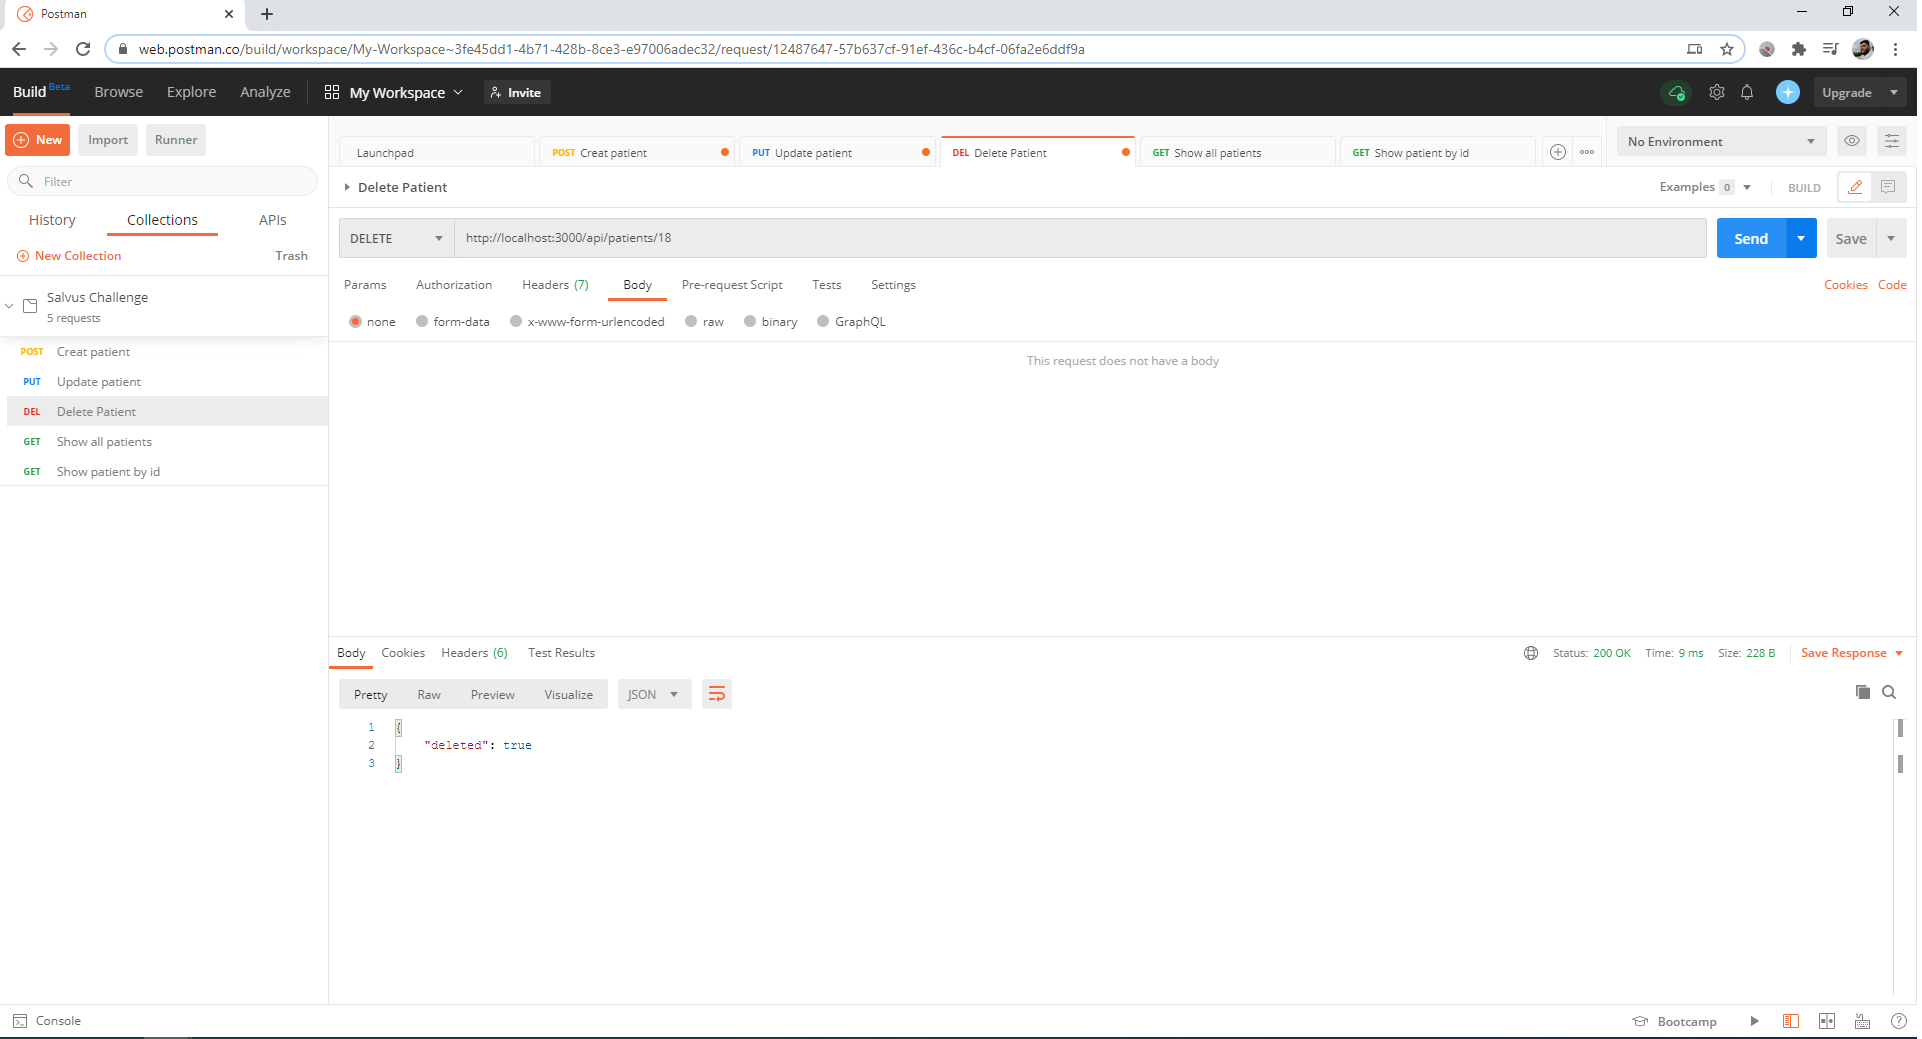 Postman
web.postman.co/build/workspace/My-Workspace~3fe45dd1-4b71-428b-8ce3-e97006adec32/request/12487647-57b637cf-91ef-436c-b4cf-06fa2e6ddf9a
Build Beta Browse Explore Analyze My Workspace Invite Upgrade
New Import Runner
Launchpad POST Creat patient PUT Update patient DEL Delete Patient GET Show all patients GET Show patient by id No Environment
Filter
Delete Patient Examples 0 BUILD
History Collections APIs
DELETE http://localhost:3000/api/patients/18 Send Save
New Collection Trash
Params Authorization Headers (7) Body Pre-request Script Tests Settings Cookies Code
Salvus Challenge
5 requests
none form-data x-www-form-urlencoded raw binary GraphQL
POST Creat patient
This request does not have a body
PUT Update patient
DEL Delete Patient
GET Show all patients
GET Show patient by id
Body Cookies Headers (6) Test Results Status: 200 OK Time: 9 ms Size: 228 B Save Response
Pretty Raw Preview Visualize JSON
1 {
2 "deleted": true
3 }
Console Bootcamp